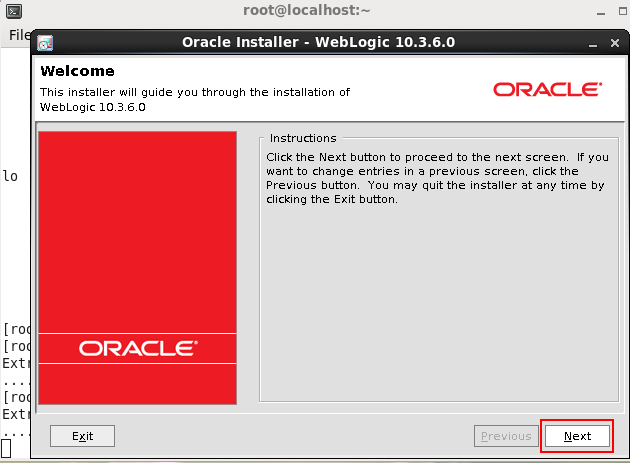 root@localhost:~
File
Oracle Installer - WebLogic 10.3.6.0
Welcome
This installer will guide you through the installation of
WebLogic 10.3.6.0
ORACLE®
Instructions
Click the Next button to proceed to the next screen. If you
want to change entries in a previous screen, click the
Previous button. You may quit the installer at any time by
clicking the Exit button.
lo
[roo
[roo
Extr
....
[roo
Extr
....
ORACLE®
Exit
Previous
Next